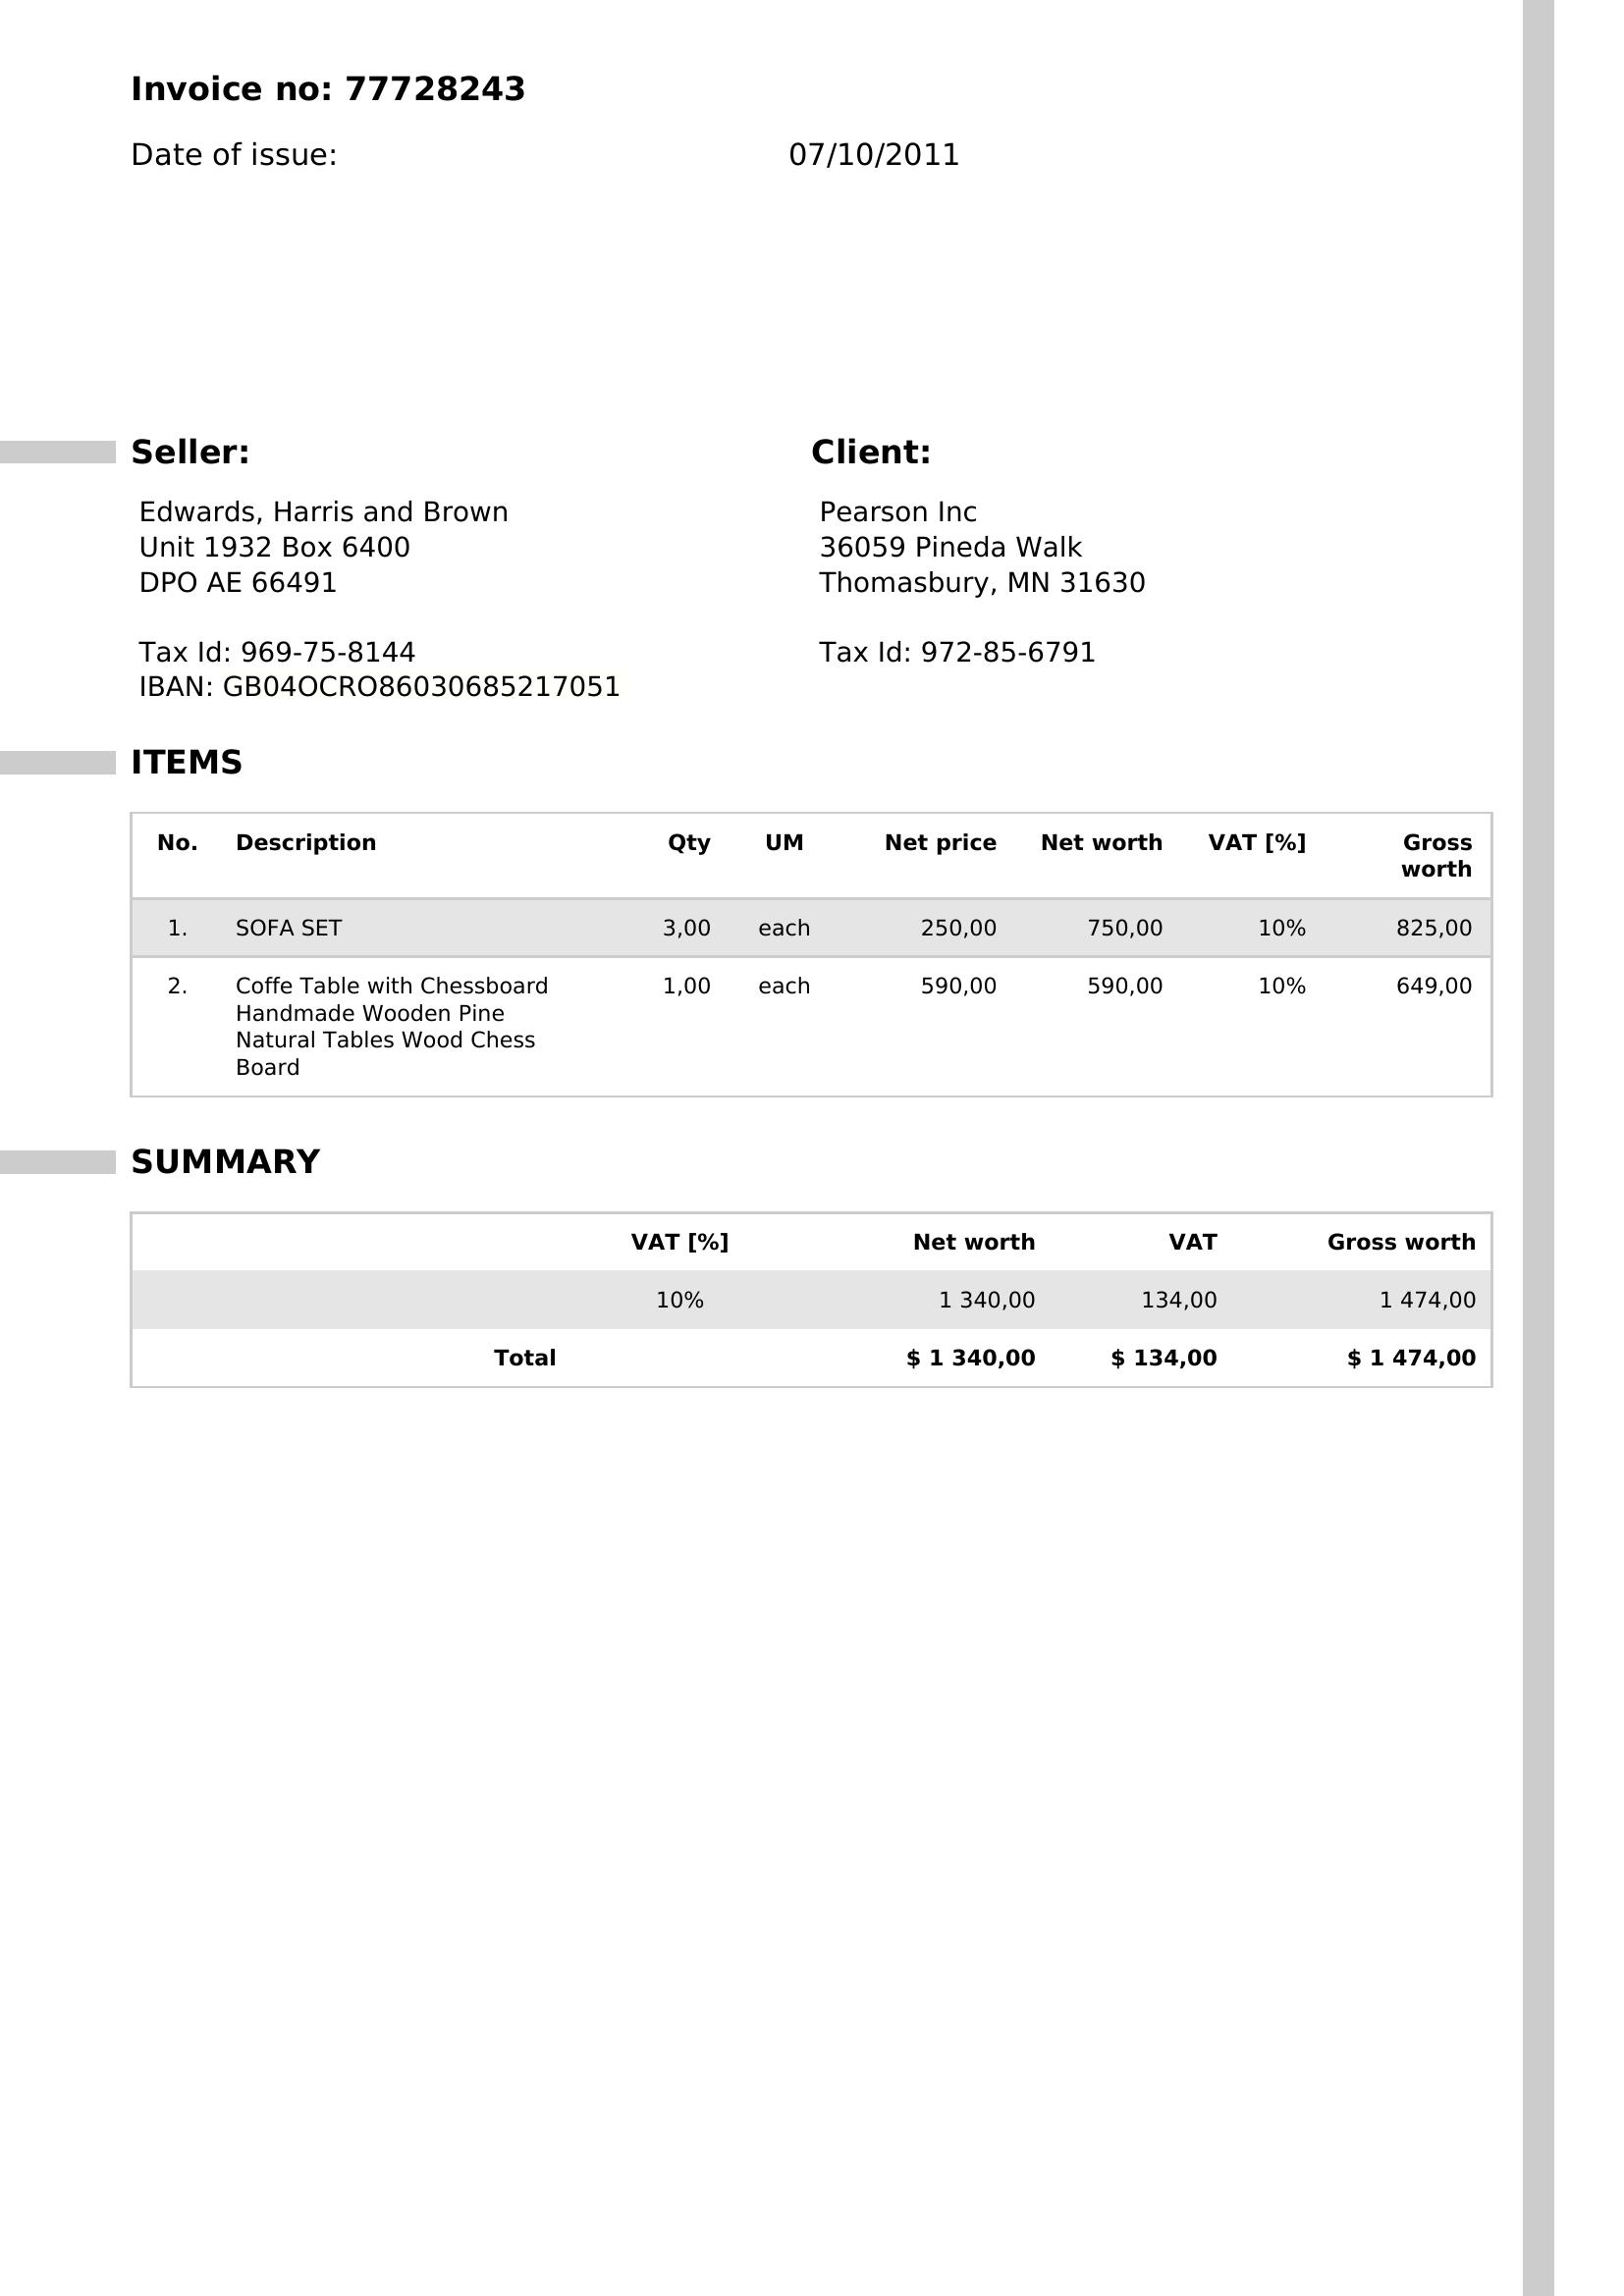 Invoice no: 77728243
Date of issue: 07/10/2011
Seller:
Edwards, Harris and Brown
Unit 1932 Box 6400
DPO AE 66491
Tax Id: 969-75-8144
IBAN: GB04OCRO86030685217051
Client:
Pearson Inc
36059 Pineda Walk
Thomasbury, MN 31630
Tax Id: 972-85-6791
ITEMS
No. Description Qty UM Net price Net worth VAT [%] Gross
worth
1. SOFA SET 3,00 each 250,00 750,00 10% 825,00
2. Coffe Table with Chessboard 1,00 each 590,00 590,00 10% 649,00
Handmade Wooden Pine
Natural Tables Wood Chess
Board
SUMMARY
VAT [%] Net worth VAT Gross worth
10% 1 340,00 134,00 1 474,00
Total $ 1 340,00 $ 134,00 $ 1 474,00